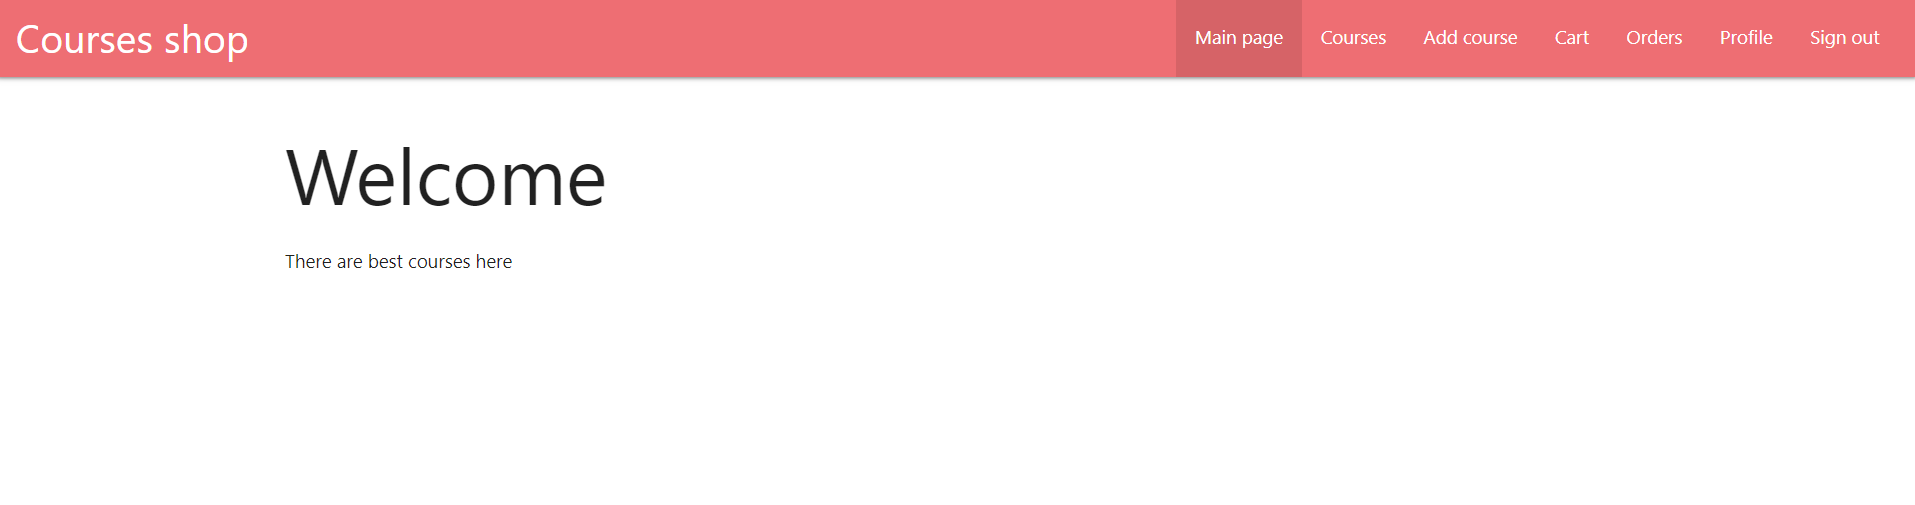 Courses shop
Main page Courses Add course Cart Orders Profile Sign out
Welcome
There are best courses here